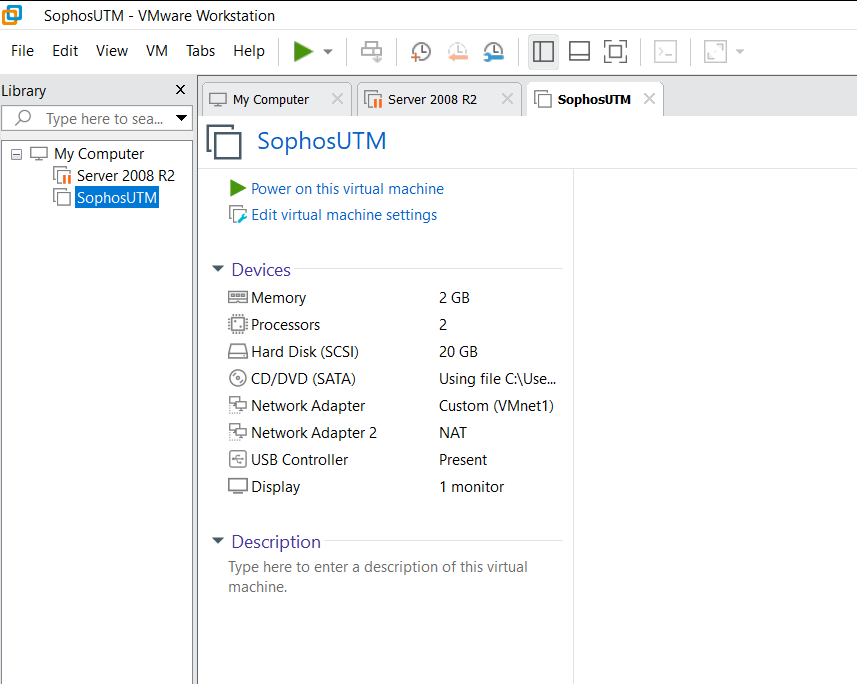 SophosUTM - VMware Workstation
File Edit View VM Tabs Help
Library
Type here to sea...
My Computer
Server 2008 R2
SophosUTM
My Computer
Server 2008 R2
SophosUTM
SophosUTM
Power on this virtual machine
Edit virtual machine settings
Devices
Memory 2 GB
Processors 2
Hard Disk (SCSI) 20 GB
CD/DVD (SATA) Using file C:\Use...
Network Adapter Custom (VMnet1)
Network Adapter 2 NAT
USB Controller Present
Display 1 monitor
Description
Type here to enter a description of this virtual
machine.